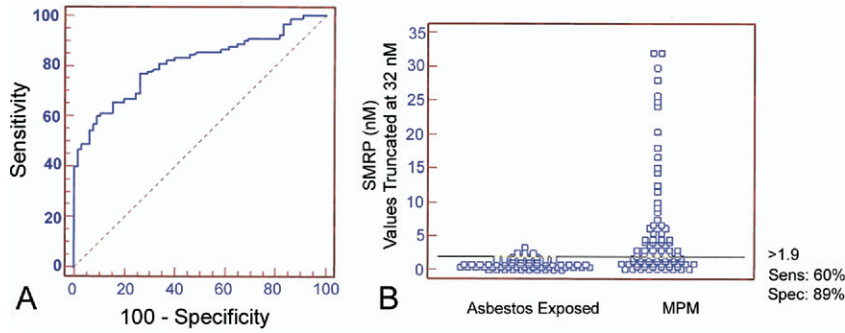 100
80
60
40
20
0
Sensitivity
0 20 40 60 80 100
100 - Specificity
A
35
30
25
20
15
10
5
0
SMRP (nM)
Values Truncated at 32 nM
>1.9
Sens: 60%
Spec: 89%
Asbestos Exposed MPM
B